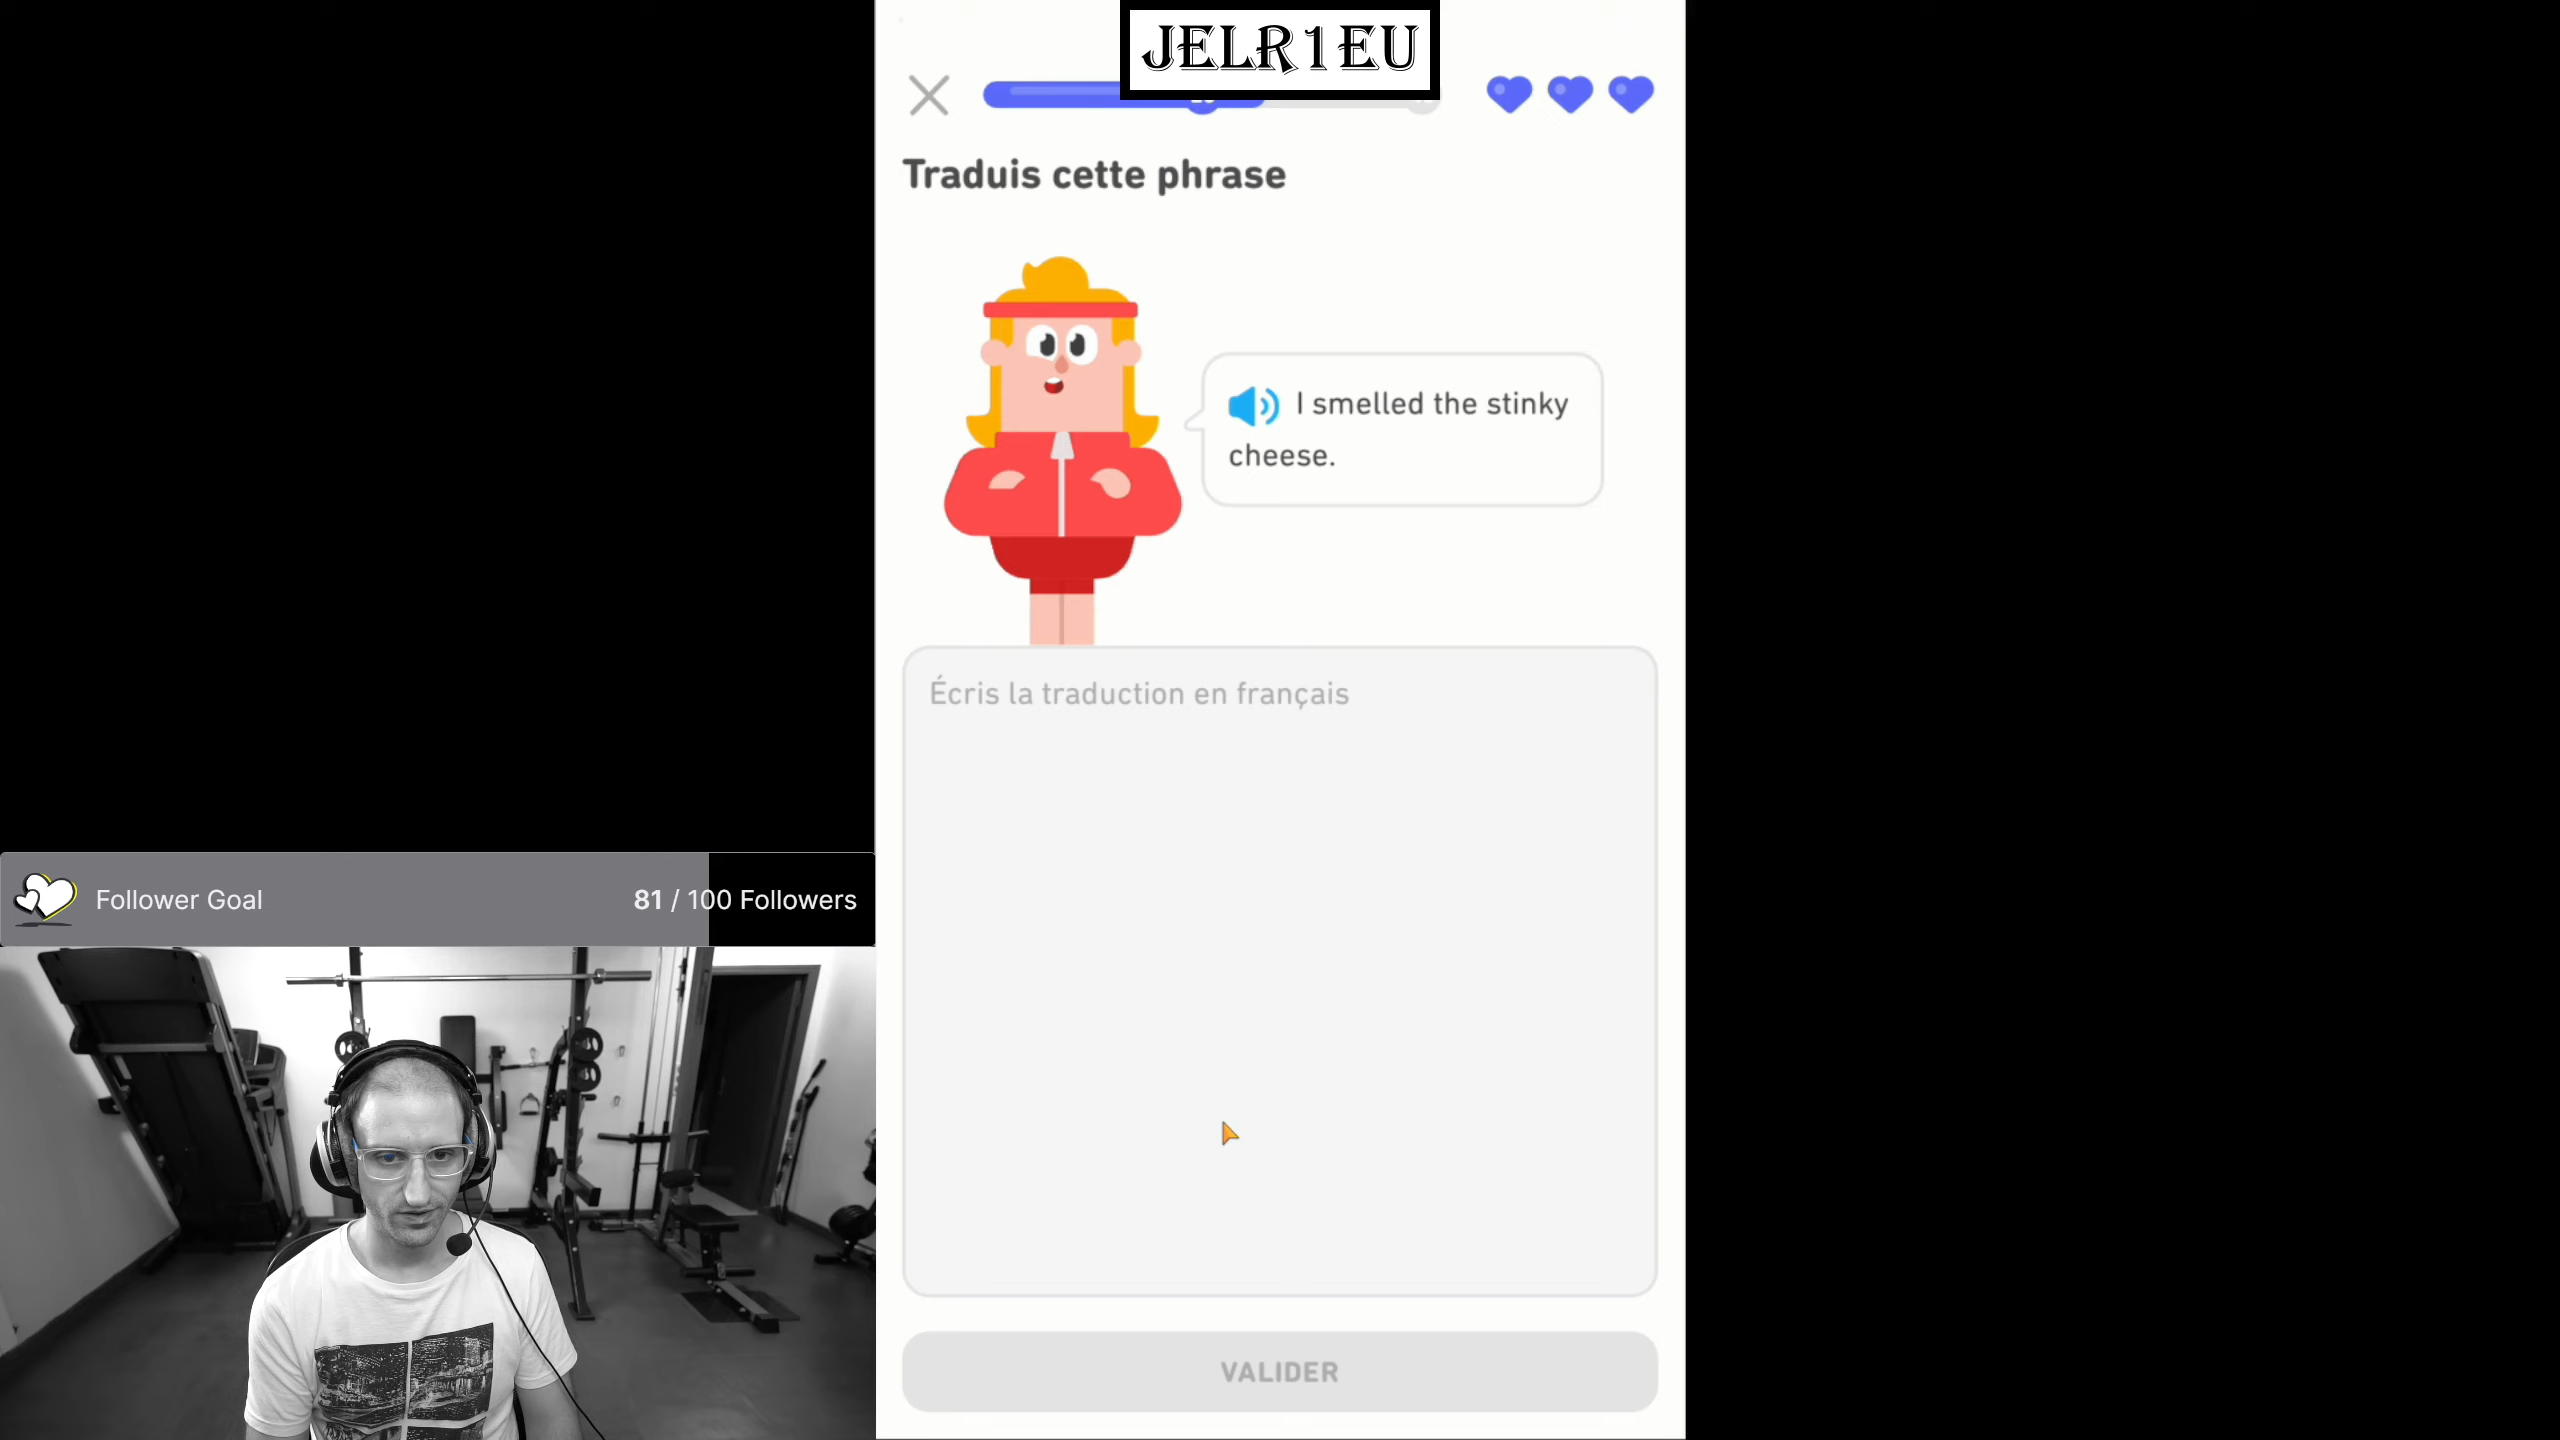 JELR1EU
Traduis cette phrase
I smelled the stinky
cheese.
Écris la traduction en français
Follower Goal
81 / 100 Followers
VALIDER